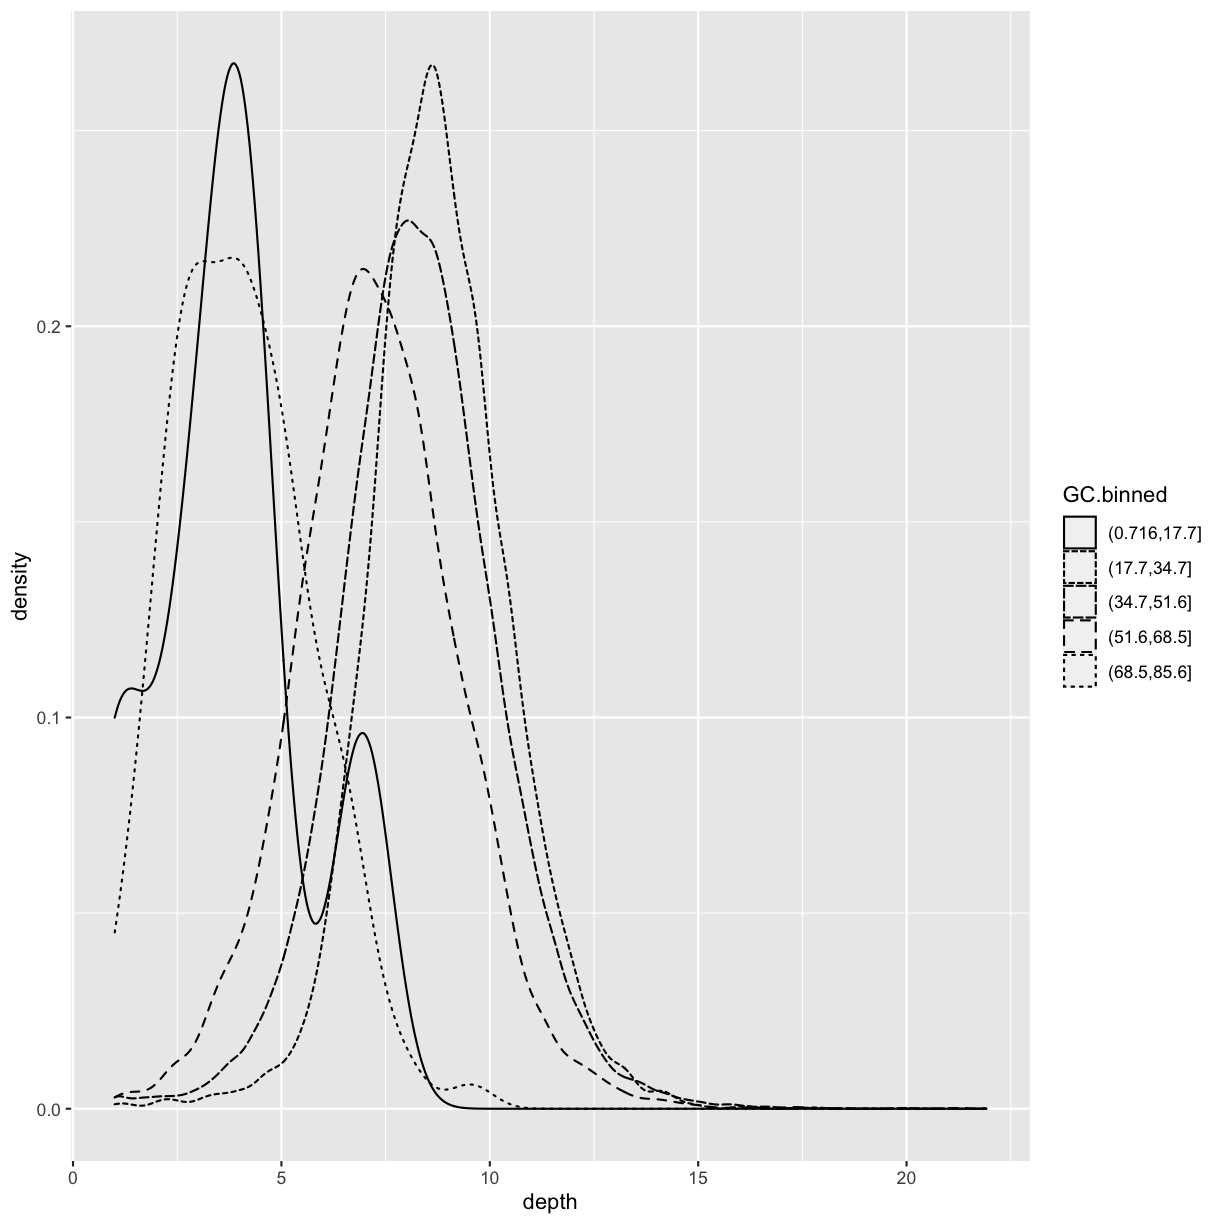 density
0.2
0.1
0.0
0 5 10 15 20
depth
GC.binned
(0.716,17.7]
(17.7,34.7]
(34.7,51.6]
(51.6,68.5]
(68.5,85.6]